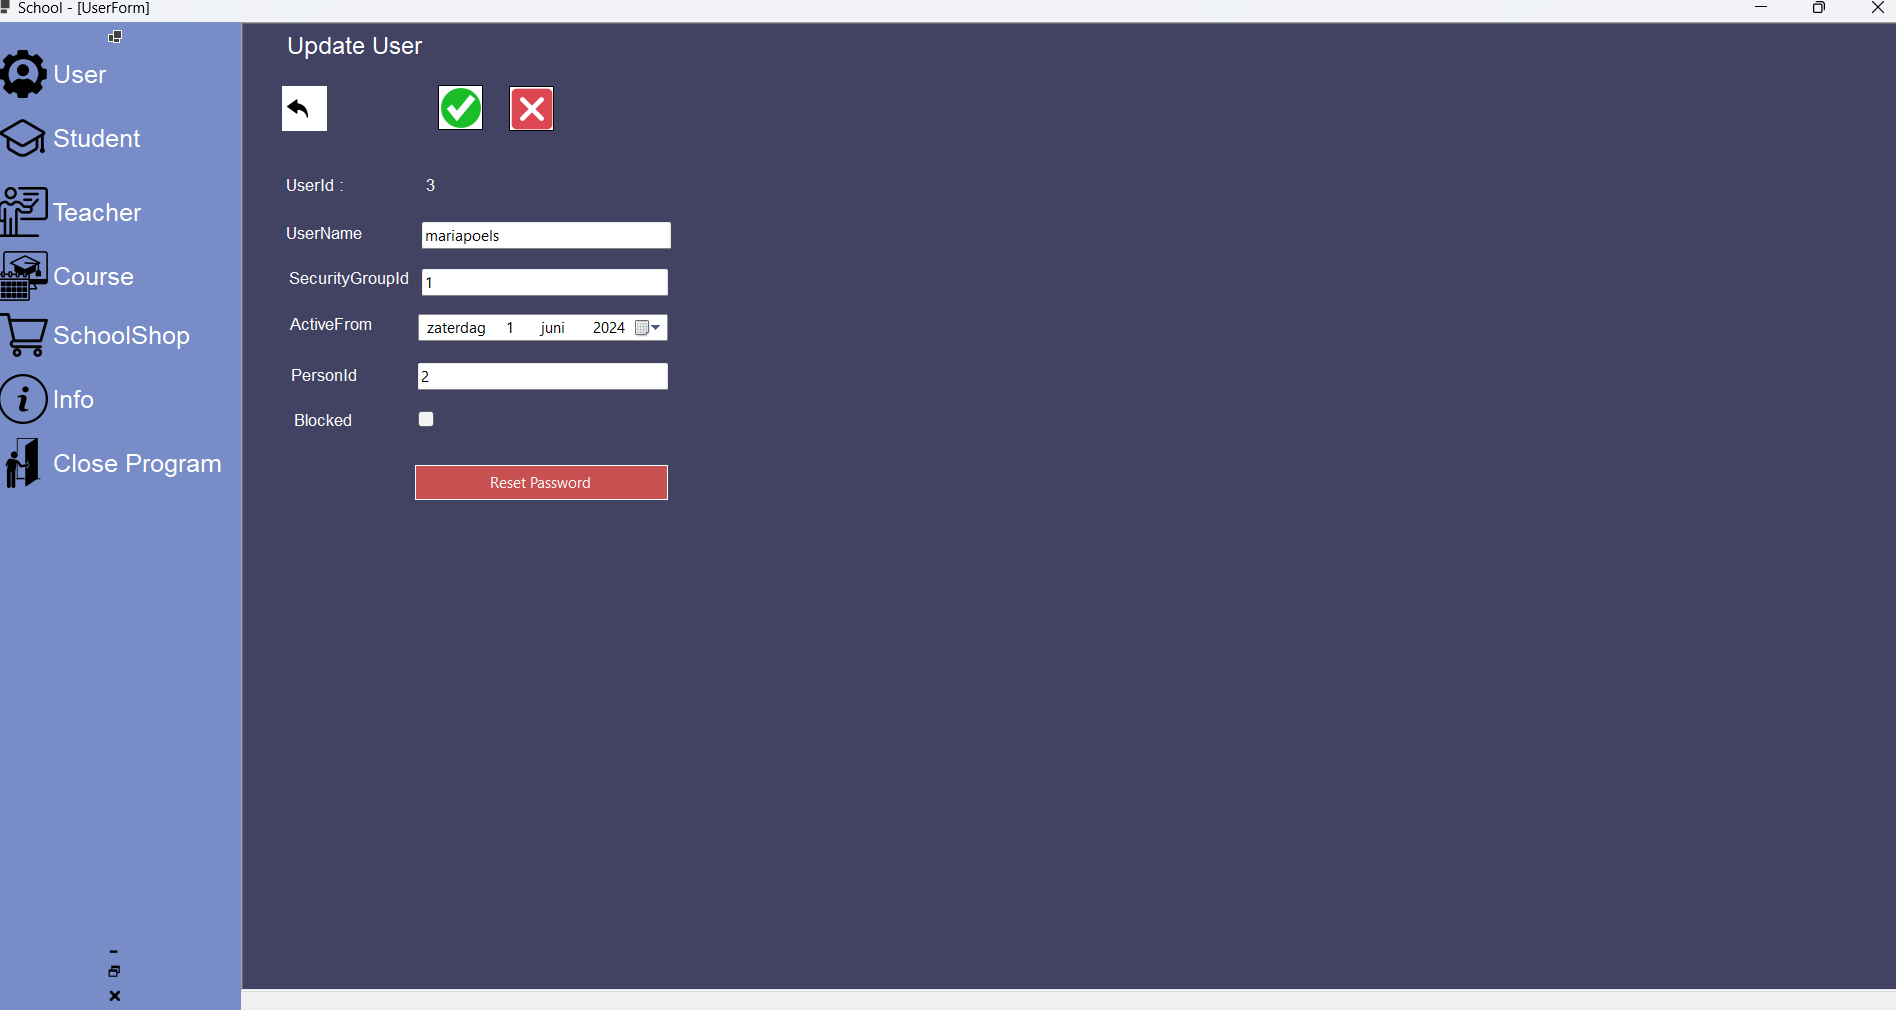 School - [UserForm]
User
Student
Teacher
Course
SchoolShop
Info
Close Program
Update User
UserId : 3
UserName mariapoels
SecurityGroupId 1
ActiveFrom zaterdag 1 juni 2024
PersonId 2
Blocked
Reset Password